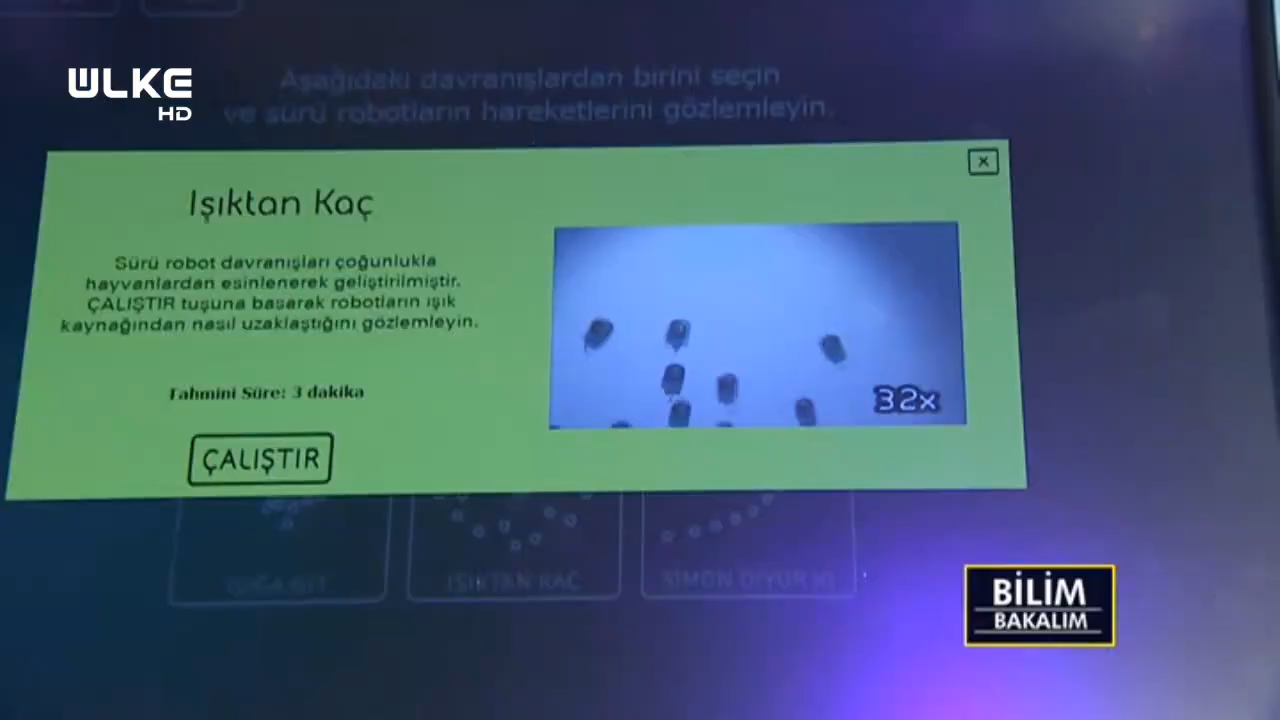 ÜLKE
HD
Aşağıdaki davranışlardan birini seçin
ve sürü robotların hareketlerini gözlemleyin.
Işıktan Kaç
Sürü robot davranışları çoğunlukla
hayvanlardan esinlenerek geliştirilmiştir.
ÇALIŞTIR tuşuna basarak robotların ışık
kaynağından nasıl uzaklaştığını gözlemleyin.
Tahmini Süre: 3 dakika
ÇALIŞTIR
32x
IŞIĞA GİT
IŞIKTAN KAÇ
SIMON DİYOR Kİ
BİLİM
BAKALIM